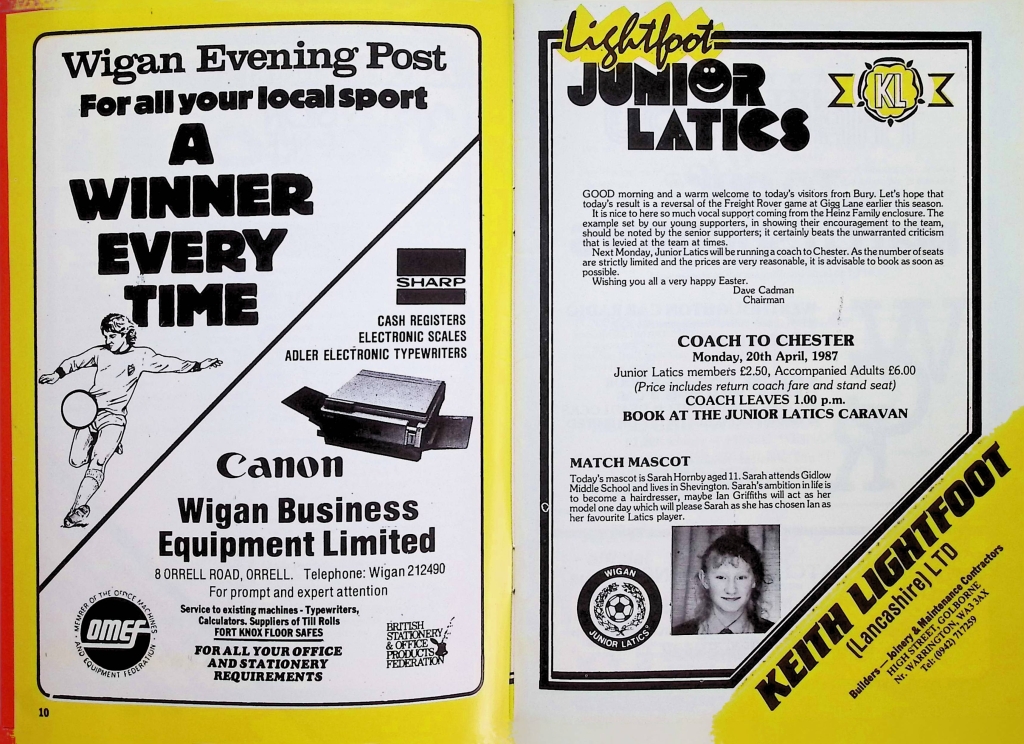 Wigan Evening Post
For all your local sport
A
WINNER
EVERY
TIME
SHARP
CASH REGISTERS
ELECTRONIC SCALES
ADLER ELECTRONIC TYPEWRITERS
Canon
Wigan Business
Equipment Limited
8 ORRELL ROAD, ORRELL. Telephone: Wigan 212490
For prompt and expert attention
Service to existing machines - Typewriters,
Calculators. Suppliers of Till Rolls
FORT KNOX FLOOR SAFES
FOR ALL YOUR OFFICE
AND STATIONERY
REQUIREMENTS
MEMBER OF THE OFFICE MACHINES
omef
AND EQUIPMENT FEDERATION
BRITISH
STATIONERY
& OFFICE
PRODUCTS
FEDERATION
10
Lightfoot
JUNIOR
LATICS
KL
GOOD morning and a warm welcome to today's visitors from Bury. Let's hope that
today's result is a reversal of the Freight Rover game at Gigg Lane earlier this season.
It is nice to here so much vocal support coming from the Heinz Family enclosure. The
example set by our young supporters, in showing their encouragement to the team,
should be noted by the senior supporters; it certainly beats the unwarranted criticism
that is levied at the team at times.
Next Monday, Junior Latics will be running a coach to Chester. As the number of seats
are strictly limited and the prices are very reasonable, it is advisable to book as soon as
possible.
Wishing you all a very happy Easter.
Dave Cadman
Chairman
COACH TO CHESTER
Monday, 20th April, 1987
Junior Latics members £2.50, Accompanied Adults £6.00
(Price includes return coach fare and stand seat)
COACH LEAVES 1.00 p.m.
BOOK AT THE JUNIOR LATICS CARAVAN
MATCH MASCOT
Today's mascot is Sarah Hornby aged 11. Sarah attends Gidlow
Middle School and lives in Shevington. Sarah's ambition in life is
to become a hairdresser, maybe Ian Griffiths will act as her
model one day which will please Sarah as she has chosen Ian as
her favourite Latics player.
WIGAN
JUNIOR LATICS
KEITH LIGHTFOOT
(Lancashire) LTD
Builders — Joinery & Maintenance Contractors
HIGH STREET, GOLBORNE
Nr. WARRINGTON, WA3 3AX
Tel: (0942) 717259